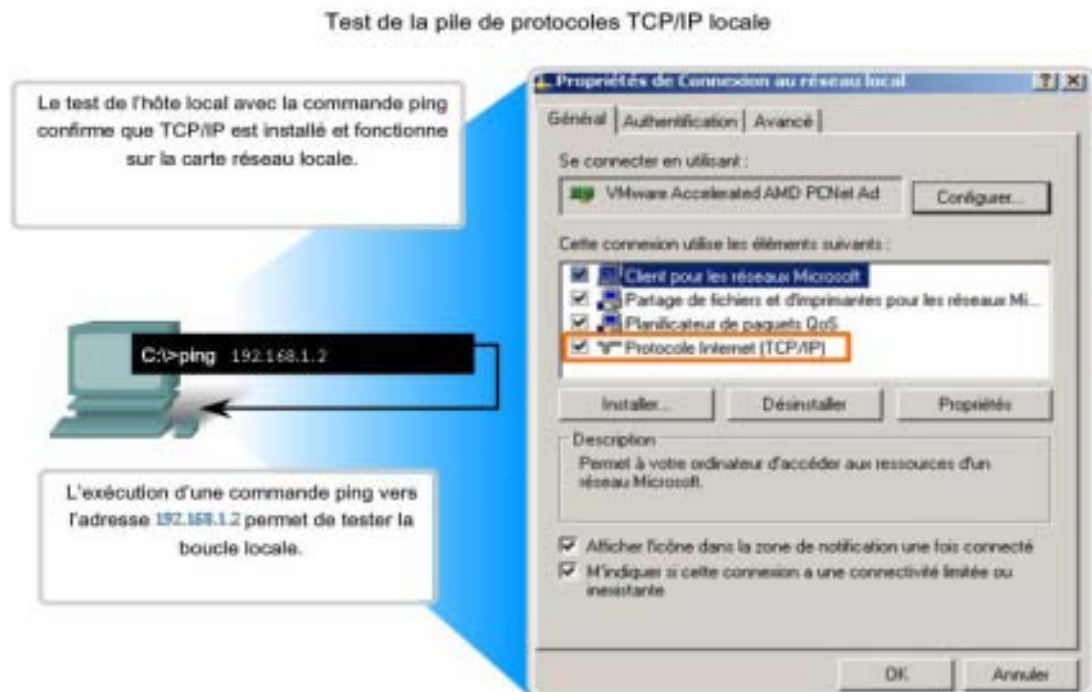 Test de la pile de protocoles TCP/IP locale
Le test de l'hôte local avec la commande ping
confirme que TCP/IP est installé et fonctionne
sur la carte réseau locale.
C:\>ping 192.168.1.2
L'exécution d'une commande ping vers
l'adresse 192.168.1.2 permet de tester la
boucle locale.
Propriétés de Connexion au réseau local
Général
Authentification
Avancé
Se connecter en utilisant :
VMware Accelerated AMD PCNet Ad
Configurer...
Cette connexion utilise les éléments suivants :
Client pour les réseaux Microsoft
Partage de fichiers et d'imprimantes pour les réseaux Mi...
Planificateur de paquets QoS
Protocole Internet (TCP/IP)
Installer...
Désinstaller
Propriétés
Description
Permet à votre ordinateur d'accéder aux ressources d'un
réseau Microsoft.
Afficher l'icône dans la zone de notification une fois connecté
M'indiquer si cette connexion a une connectivité limitée ou
inexistante
OK
Annuler